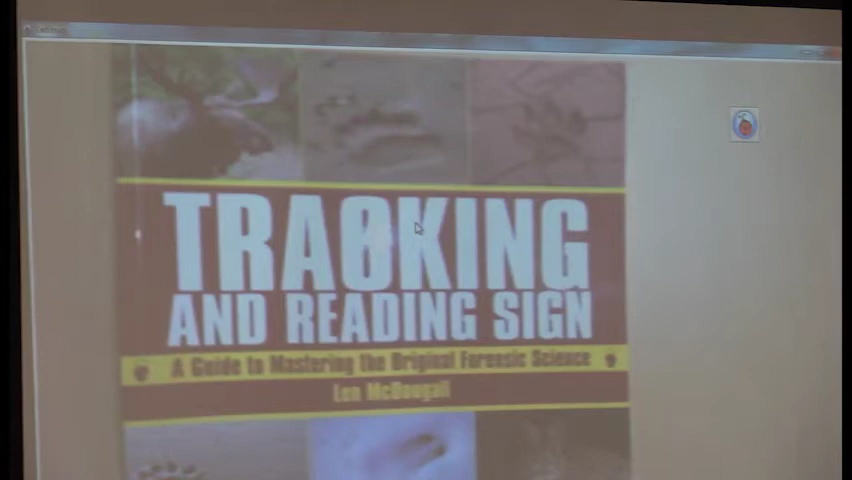 TRACKING
AND READING SIGN
A Guide to Mastering the Original Forensic Science
Len McDougall